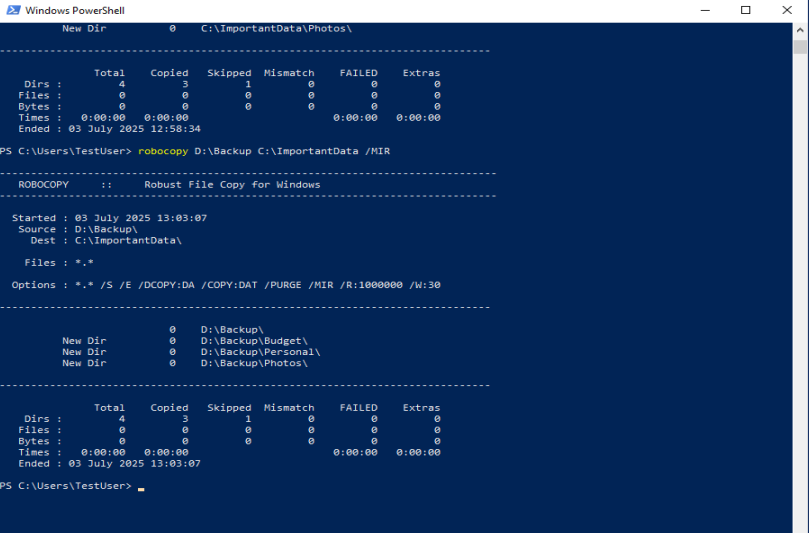 Windows PowerShell
New Dir 0 C:\ImportantData\Photos\
------------------------------------------------------------------------------
Total Copied Skipped Mismatch FAILED Extras
Dirs : 4 3 1 0 0 0
Files : 0 0 0 0 0 0
Bytes : 0 0 0 0 0 0
Times : 0:00:00 0:00:00 0:00:00 0:00:00
Ended : 03 July 2025 12:58:34
PS C:\Users\TestUser> robocopy D:\Backup C:\ImportantData /MIR
-------------------------------------------------------------------------------
ROBOCOPY :: Robust File Copy for Windows
-------------------------------------------------------------------------------
Started : 03 July 2025 13:03:07
Source : D:\Backup\
Dest : C:\ImportantData\
Files : *.*
Options : *.* /S /E /DCOPY:DA /COPY:DAT /PURGE /MIR /R:1000000 /W:30
------------------------------------------------------------------------------
0 D:\Backup\
New Dir 0 D:\Backup\Budget\
New Dir 0 D:\Backup\Personal\
New Dir 0 D:\Backup\Photos\
------------------------------------------------------------------------------
Total Copied Skipped Mismatch FAILED Extras
Dirs : 4 3 1 0 0 0
Files : 0 0 0 0 0 0
Bytes : 0 0 0 0 0 0
Times : 0:00:00 0:00:00 0:00:00 0:00:00
Ended : 03 July 2025 13:03:07
PS C:\Users\TestUser>